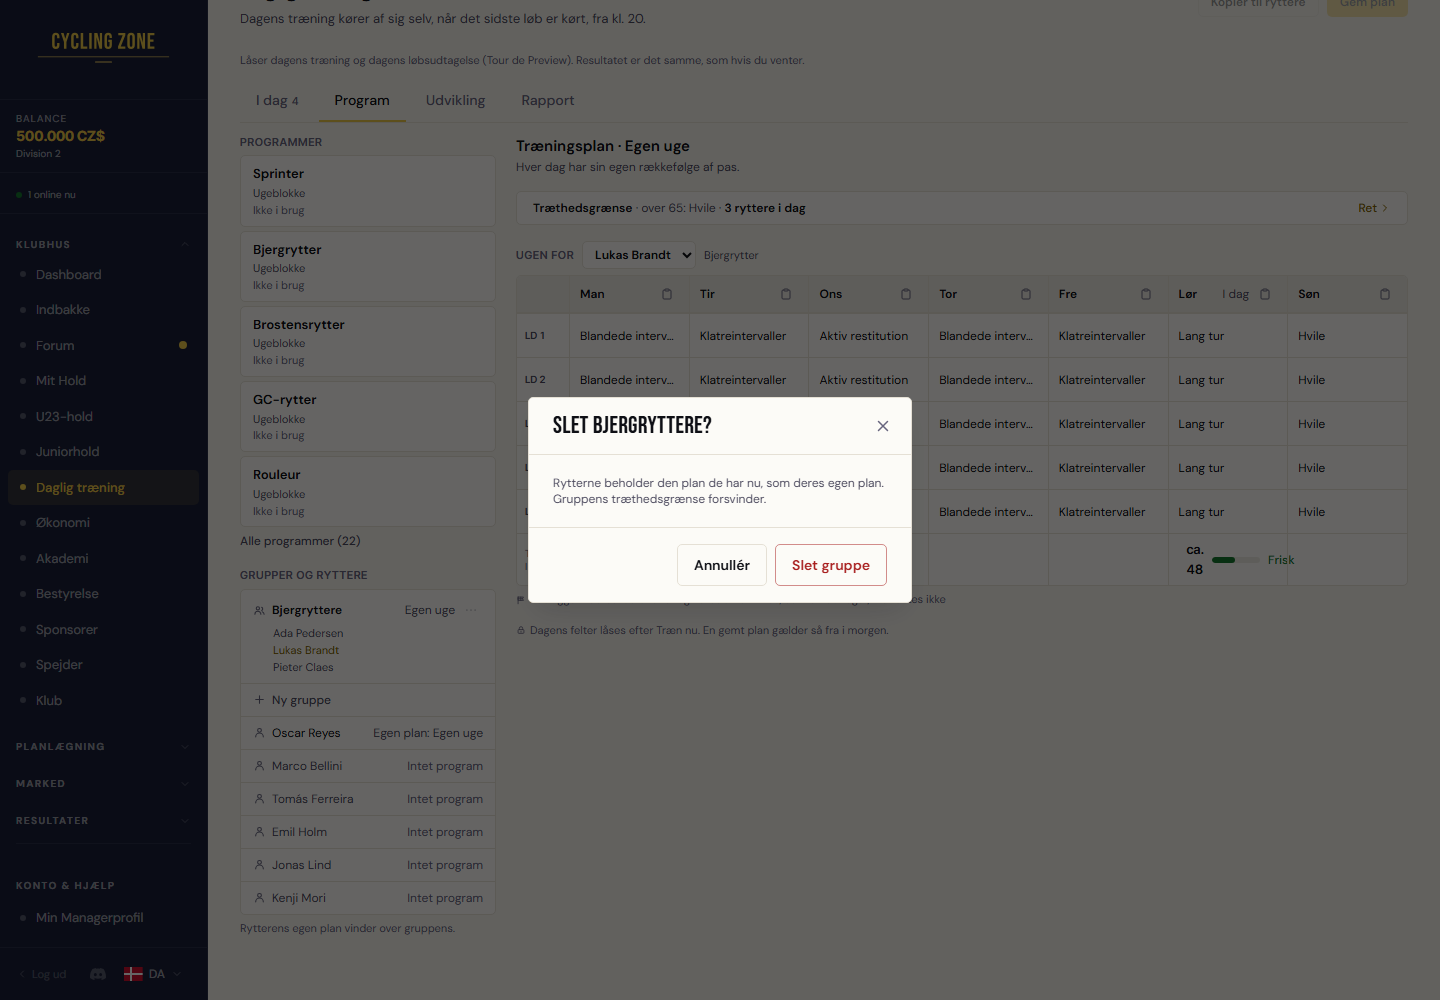 CYCLING ZONE
BALANCE
500.000 CZ$
Division 2
1 online nu
KLUBHUS
Dashboard
Indbakke
Forum
Mit Hold
U23-hold
Juniorhold
Daglig træning
Økonomi
Akademi
Bestyrelse
Sponsorer
Spejder
Klub
PLANLÆGNING
MARKED
RESULTATER
KONTO & HJÆLP
Min Managerprofil
Log ud
DA
Dagens træning kører af sig selv, når det sidste løb er kørt, fra kl. 20.
Kopier til ryttere
Gem plan
Låser dagens træning og dagens løbsudtagelse (Tour de Preview). Resultatet er det samme, som hvis du venter.
I dag 4
Program
Udvikling
Rapport
PROGRAMMER
Sprinter
Ugeblokke
Ikke i brug
Bjergrytter
Ugeblokke
Ikke i brug
Brostensrytter
Ugeblokke
Ikke i brug
GC-rytter
Ugeblokke
Ikke i brug
Rouleur
Ugeblokke
Ikke i brug
Alle programmer (22)
GRUPPER OG RYTTERE
Bjergryttere Egen uge ...
Ada Pedersen
Lukas Brandt
Pieter Claes
Ny gruppe
Oscar Reyes Egen plan: Egen uge
Marco Bellini Intet program
Tomás Ferreira Intet program
Emil Holm Intet program
Jonas Lind Intet program
Kenji Mori Intet program
Rytterens egen plan vinder over gruppens.
Træningsplan · Egen uge
Hver dag har sin egen rækkefølge af pas.
Træthedsgrænse · over 65: Hvile · 3 ryttere i dag
Ret
UGEN FOR Lukas Brandt Bjergrytter
Man Tir Ons Tor Fre Lør I dag Søn
LD 1 Blandede interv... Klatreintervaller Aktiv restitution Blandede interv... Klatreintervaller Lang tur Hvile
LD 2 Blandede interv... Klatreintervaller Aktiv restitution Blandede interv... Klatreintervaller Lang tur Hvile
Blandede interv... Klatreintervaller Lang tur Hvile
Blandede interv... Klatreintervaller Lang tur Hvile
Blandede interv... Klatreintervaller Lang tur Hvile
ca. 48 Frisk
ikke
Dagens felter låses efter Træn nu. En gemt plan gælder så fra i morgen.
SLET BJERGRYTTERE?
Rytterne beholder den plan de har nu, som deres egen plan.
Gruppens træthedsgrænse forsvinder.
Annullér
Slet gruppe